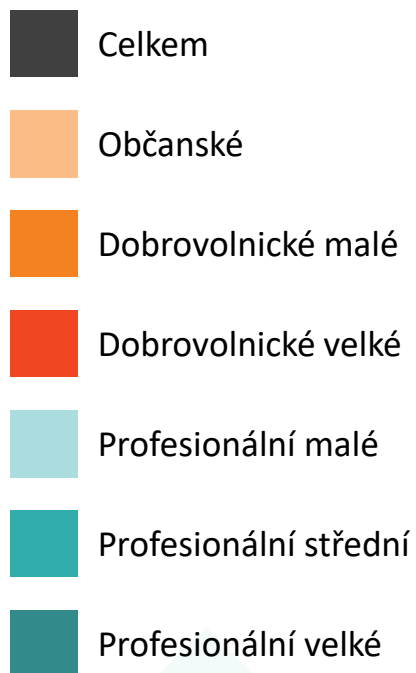 Celkem
Občanské
Dobrovolnické malé
Dobrovolnické velké
Profesionální malé
Profesionální střední
Profesionální velké